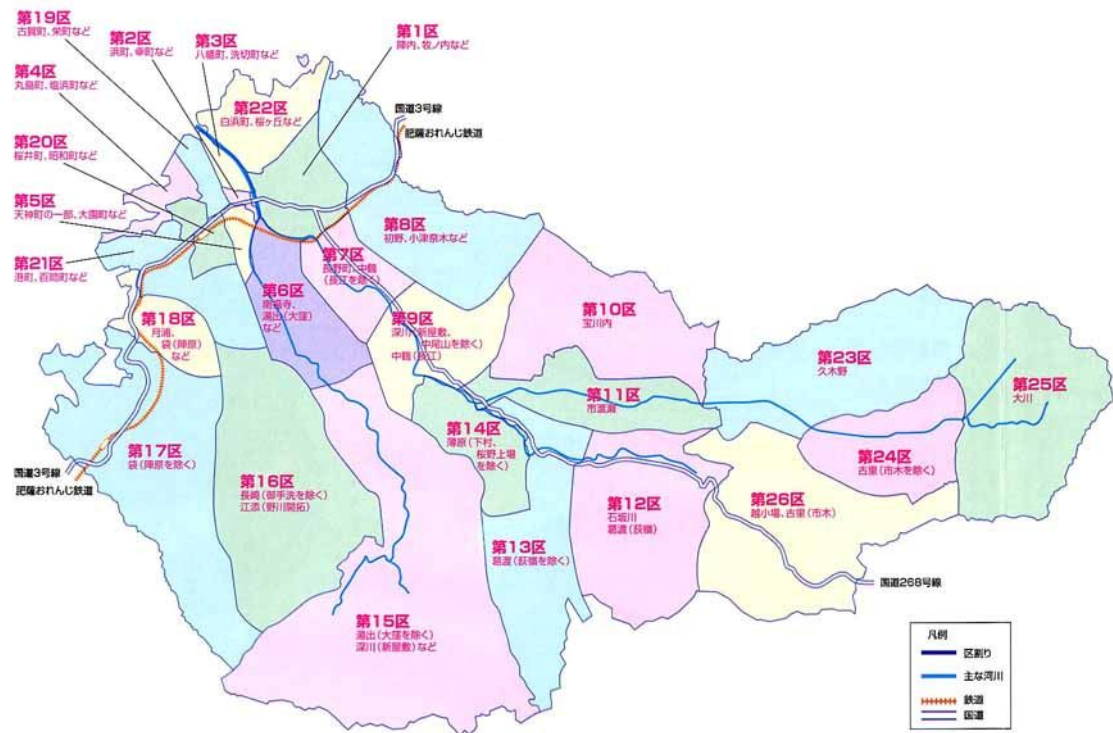 第19区
古賀町、栄町など
第2区
浜町、幸町など
第3区
八幡町、洗切町など
第1区
陣内、牧ノ内など
第4区
丸島町、塩浜町など
第22区
白浜町、桜ヶ丘など
国道3号線
肥薩おれんじ鉄道
第20区
桜井町、昭和町など
第5区
天神町の一部、大園町など
第8区
初野、小津奈木など
第21区
港町、百間町など
第7区
長野町、中鶴
(長江を除く)
第6区
南福寺、
湯出(大窪)
など
第10区
宝川内
第18区
月浦、
袋(陣原)
など
第9区
深川(新屋敷、
中尾山を除く)
中鶴(長江)
第23区
久木野
第25区
大川
第11区
市渡瀬
第14区
薄原(下村、
桜野上場
を除く)
第24区
古里(市木を除く)
第17区
袋(陣原を除く)
国道3号線
肥薩おれんじ鉄道
第16区
長崎(御手洗を除く)
江添(野川開拓)
第12区
石坂川
葛渡(荻嶺)
第26区
越小場、古里(市木)
第13区
葛渡(荻嶺を除く)
国道268号線
第15区
湯出(大窪を除く)
深川(新屋敷)など
凡例
区割り
主な河川
鉄道
国道